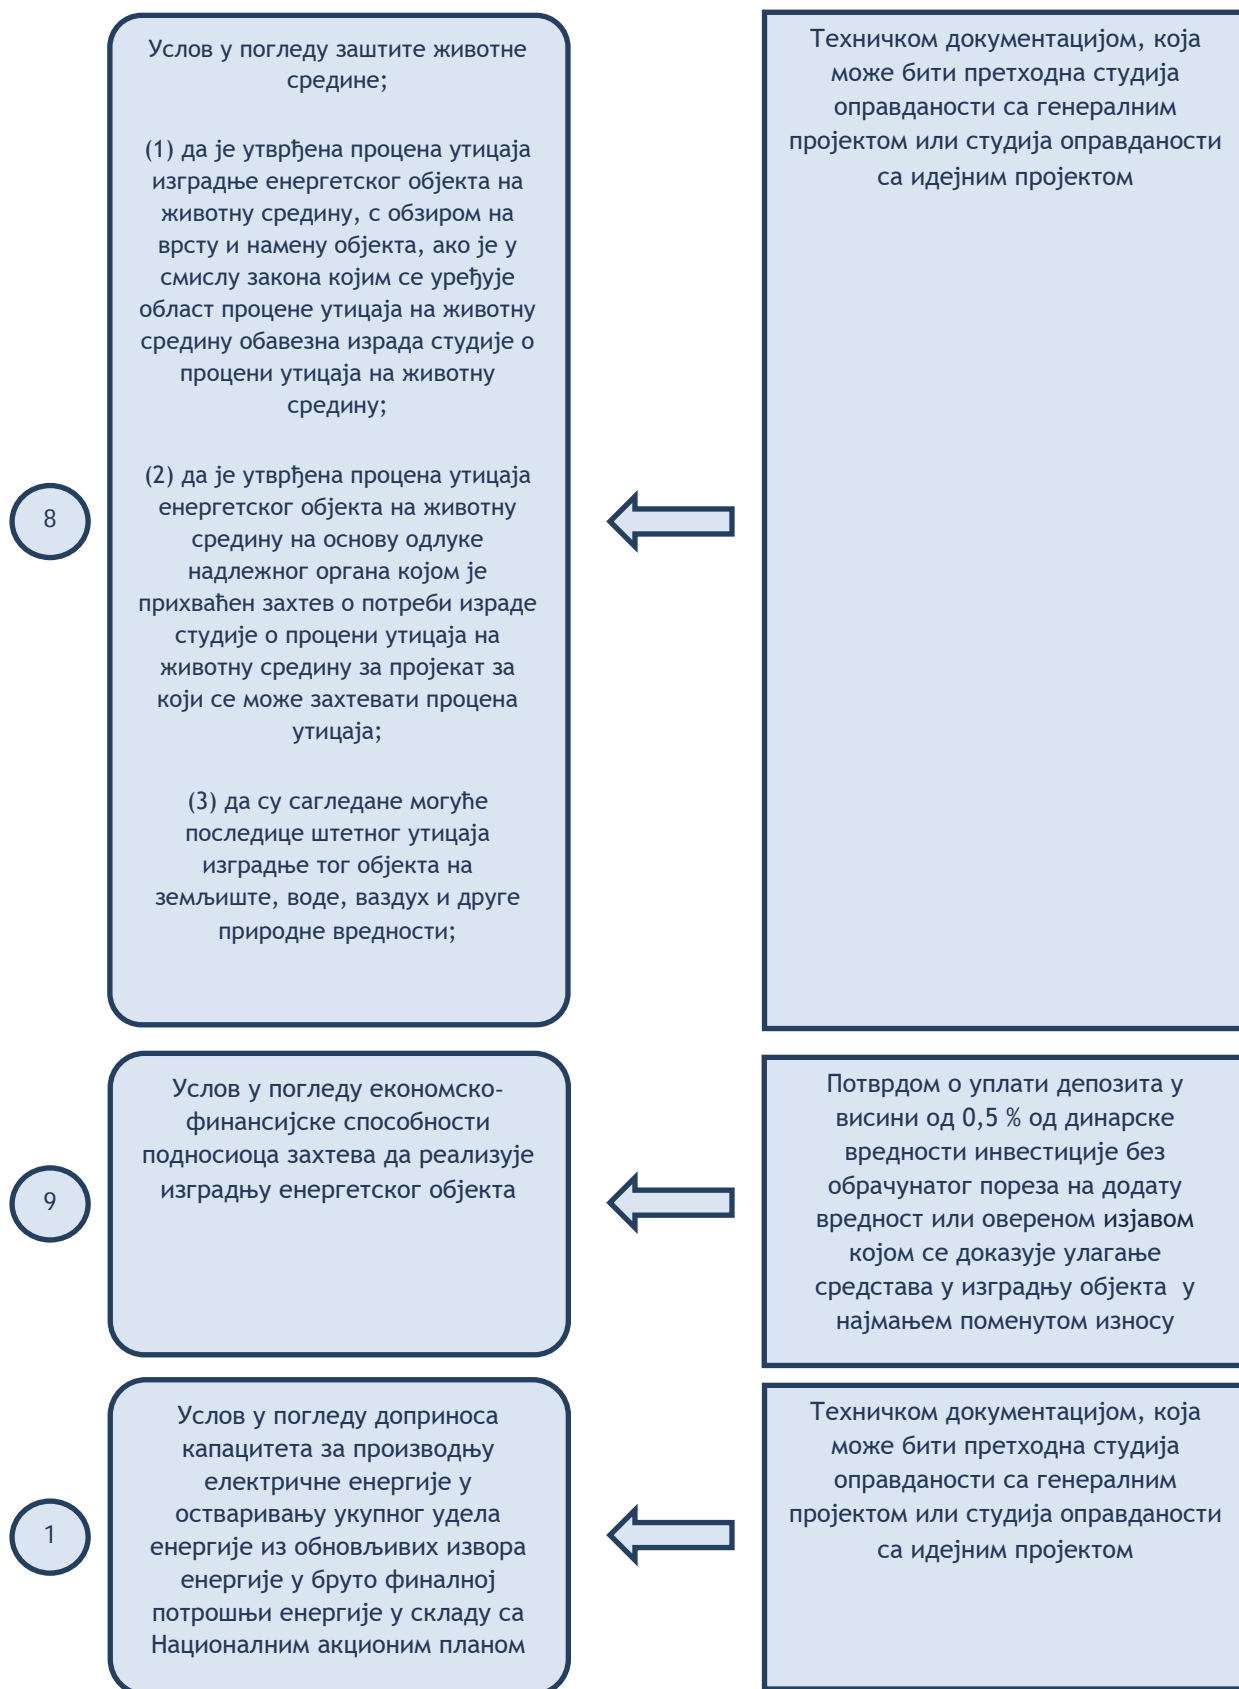 8
Услов у погледу заштите животне
средине;
(1) да је утврђена процена утицаја
изградње енергетског објекта на
животну средину, с обзиром на
врсту и намену објекта, ако је у
смислу закона којим се уређује
област процене утицаја на животну
средину обавезна израда студије о
процени утицаја на животну
средину;
(2) да је утврђена процена утицаја
енергетског објекта на животну
средину на основу одлуке
надлежног органа којом је
прихваћен захтев о потреби израде
студије о процени утицаја на
животну средину за пројекат за
који се може захтевати процена
утицаја;
(3) да су сагледане могуће
последице штетног утицаја
изградње тог објекта на
земљиште, воде, ваздух и друге
природне вредности;
Техничком документацијом, која
може бити претходна студија
оправданости са генералним
пројектом или студија оправданости
са идејним пројектом
9
Услов у погледу економско-
финансијске способности
подносиоца захтева да реализује
изградњу енергетског објекта
Потврдом о уплати депозита у
висини од 0,5 % од динарске
вредности инвестиције без
обрачунатог пореза на додату
вредност или овереном изјавом
којом се доказује улагање
средстава у изградњу објекта у
најмањем поменутом износу
1
Услов у погледу доприноса
капацитета за производњу
електричне енергије у
остваривању укупног удела
енергије из обновљивих извора
енергије у бруто финалној
потрошњи енергије у складу са
Националним акционим планом
Техничком документацијом, која
може бити претходна студија
оправданости са генералним
пројектом или студија оправданости
са идејним пројектом